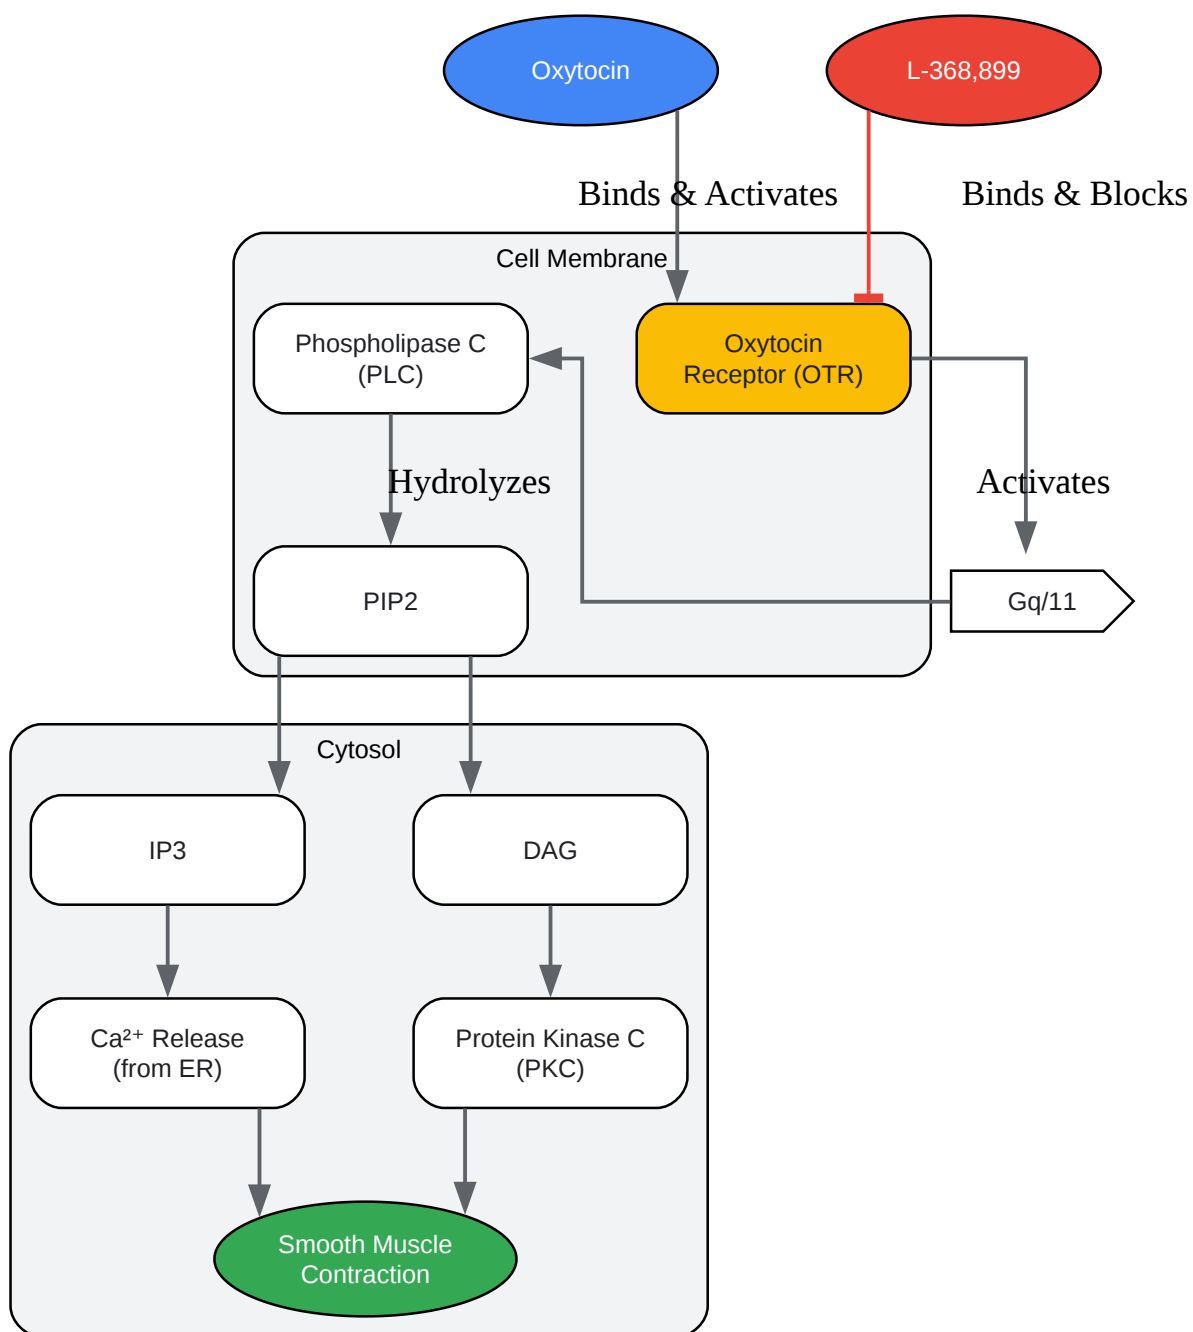 Oxytocin
L-368,899
Binds & Activates
Binds & Blocks
Cell Membrane
Phospholipase C
(PLC)
Oxytocin
Receptor (OTR)
Hydrolyzes
Activates
PIP2
Gq/11
Cytosol
IP3
DAG
Ca²⁺ Release
(from ER)
Protein Kinase C
(PKC)
Smooth Muscle
Contraction